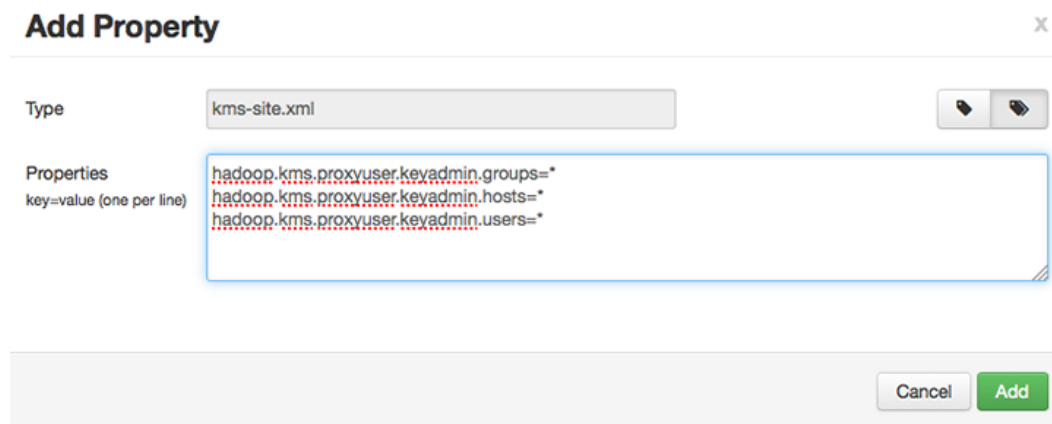 Add Property
x
Type
kms-site.xml
Properties
key=value (one per line)
hadoop.kms.proxyuser.keyadmin.groups=*
hadoop.kms.proxyuser.keyadmin.hosts=*
hadoop.kms.proxyuser.keyadmin.users=*
Cancel
Add